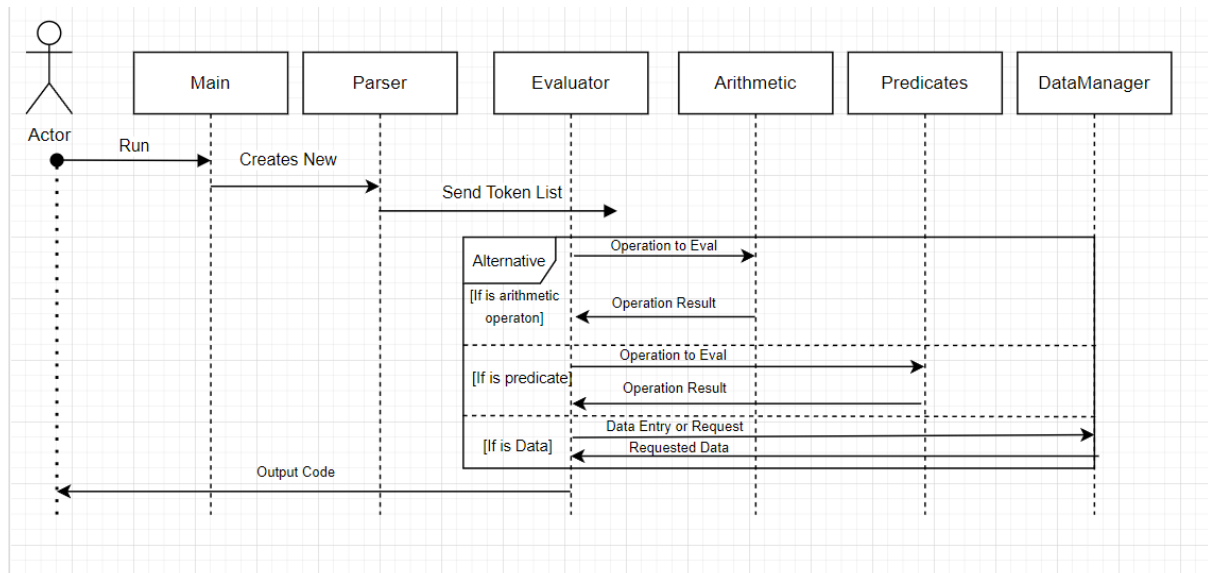 Main
Parser
Evaluator
Arithmetic
Predicates
DataManager
Actor
Run
Creates New
Send Token List
Alternative
Operation to Eval
[If is arithmetic
operaton]
Operation Result
Operation to Eval
[If is predicate]
Operation Result
Data Entry or Request
[If is Data]
Requested Data
Output Code